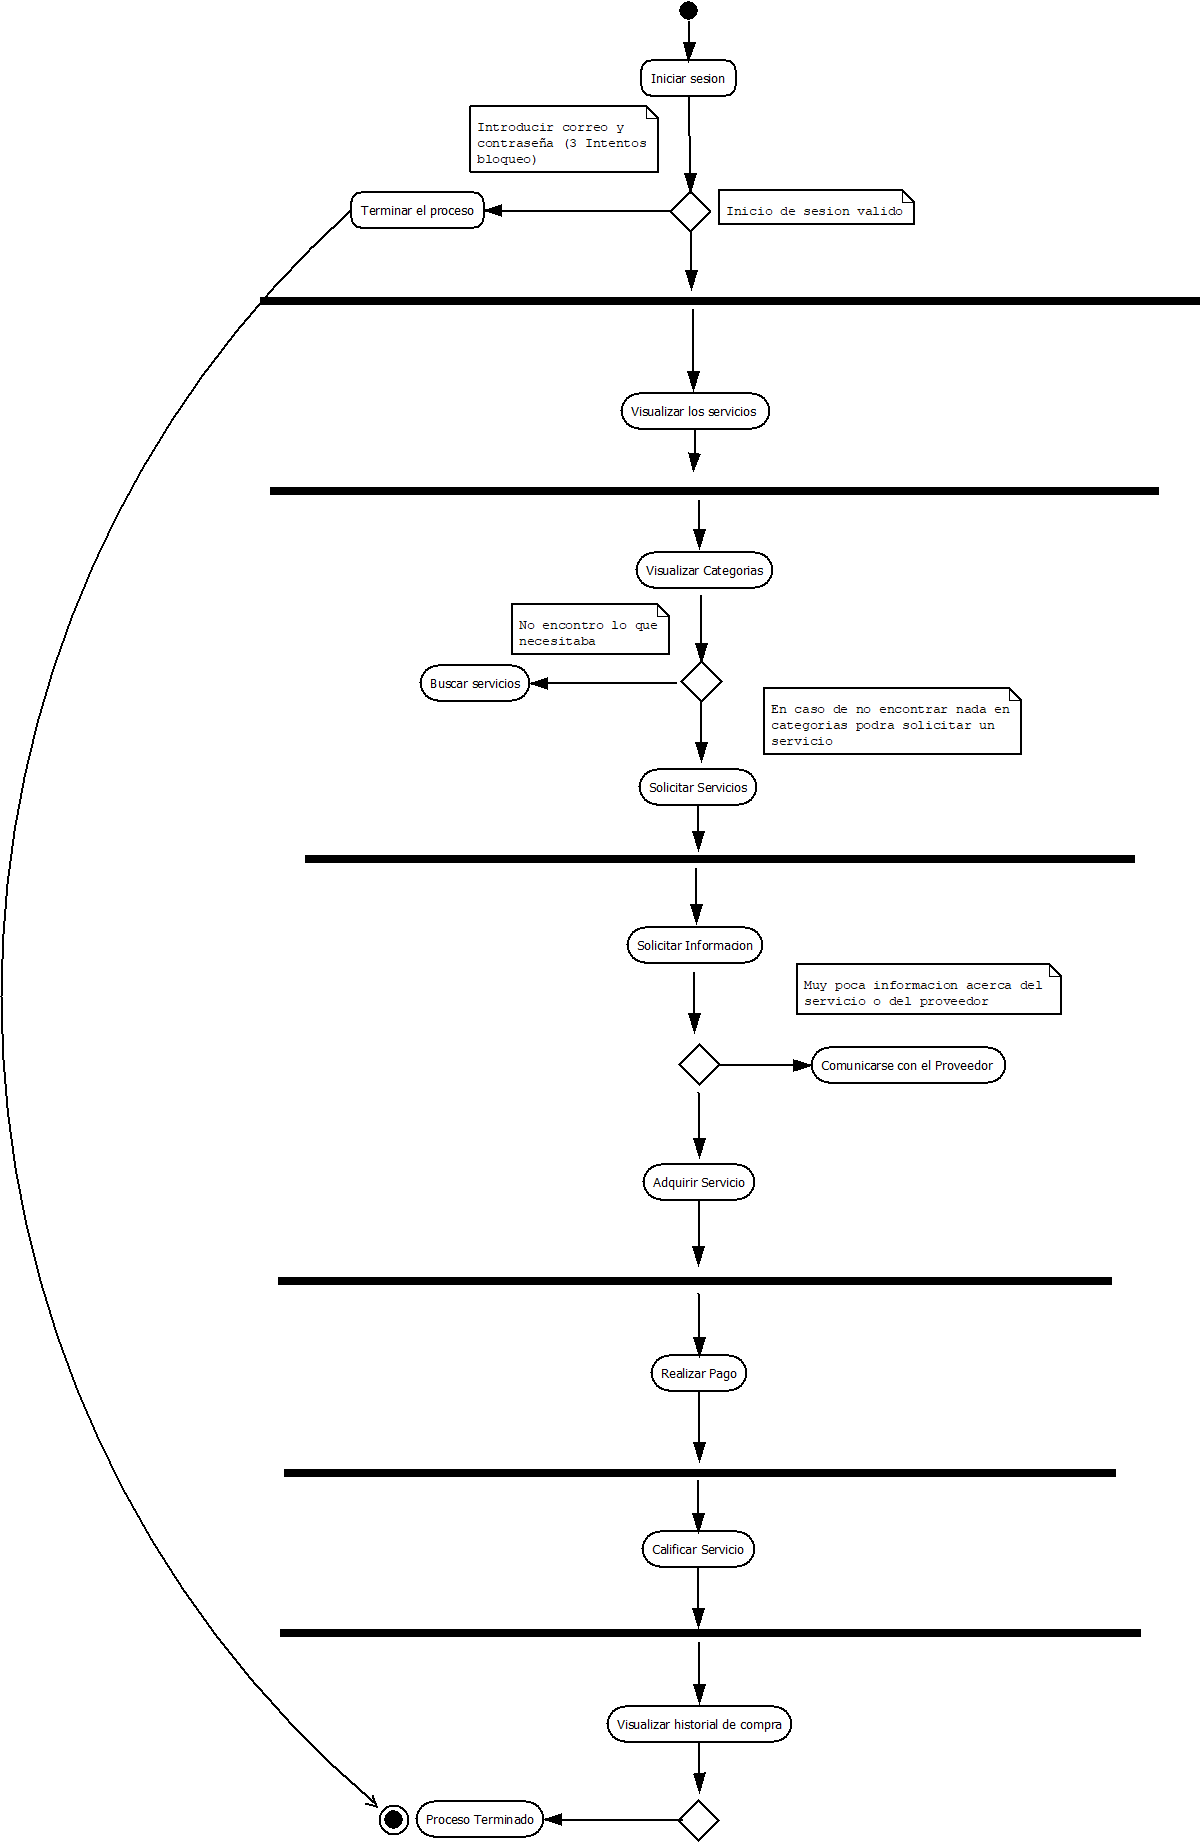 Iniciar sesion
Introducir correo y
contraseña (3 Intentos
bloqueo)
Terminar el proceso
Inicio de sesion valido
Visualizar los servicios
Visualizar Categorias
No encontro lo que
necesitaba
Buscar servicios
En caso de no encontrar nada en
categorias podra solicitar un
servicio
Solicitar Servicios
Solicitar Informacion
Muy poca informacion acerca del
servicio o del proveedor
Comunicarse con el Proveedor
Adquirir Servicio
Realizar Pago
Calificar Servicio
Visualizar historial de compra
Proceso Terminado